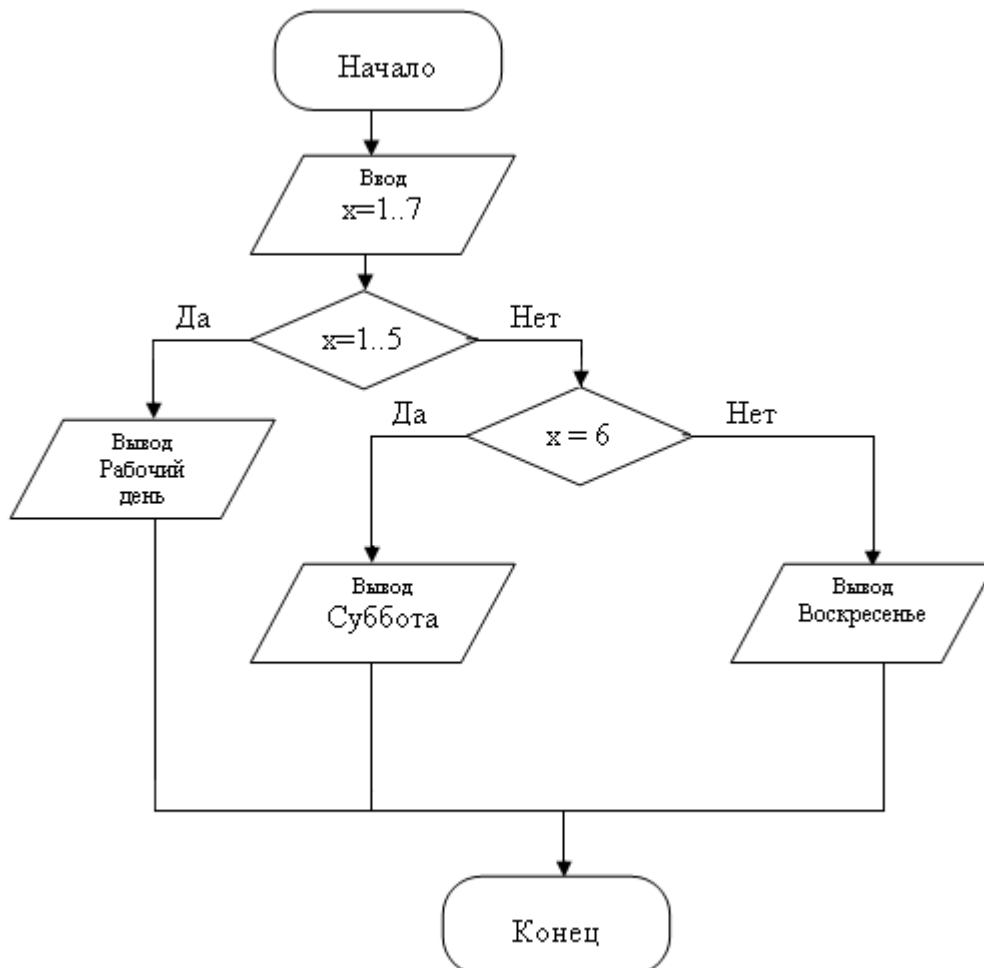 Начало
Ввод
x=1..7
Да
Нет
x=1..5
Да
Нет
x = 6
Вывод
Рабочий
день
Вывод
Суббота
Вывод
Воскресенье
Конец